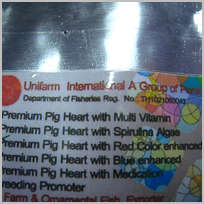 Unifarm International A Group of
Department of Fisheries Reg. No.
Premium Pig Heart with Multi Vitamin
Premium Pig Heart with Spirulina Algae
Premium Pig Heart with Red Color enhanced
Premium Pig Heart with Blue enhanced
Premium Pig Heart with Medication
Breeding Promoter
Farm & Ornamental Fish Exporter